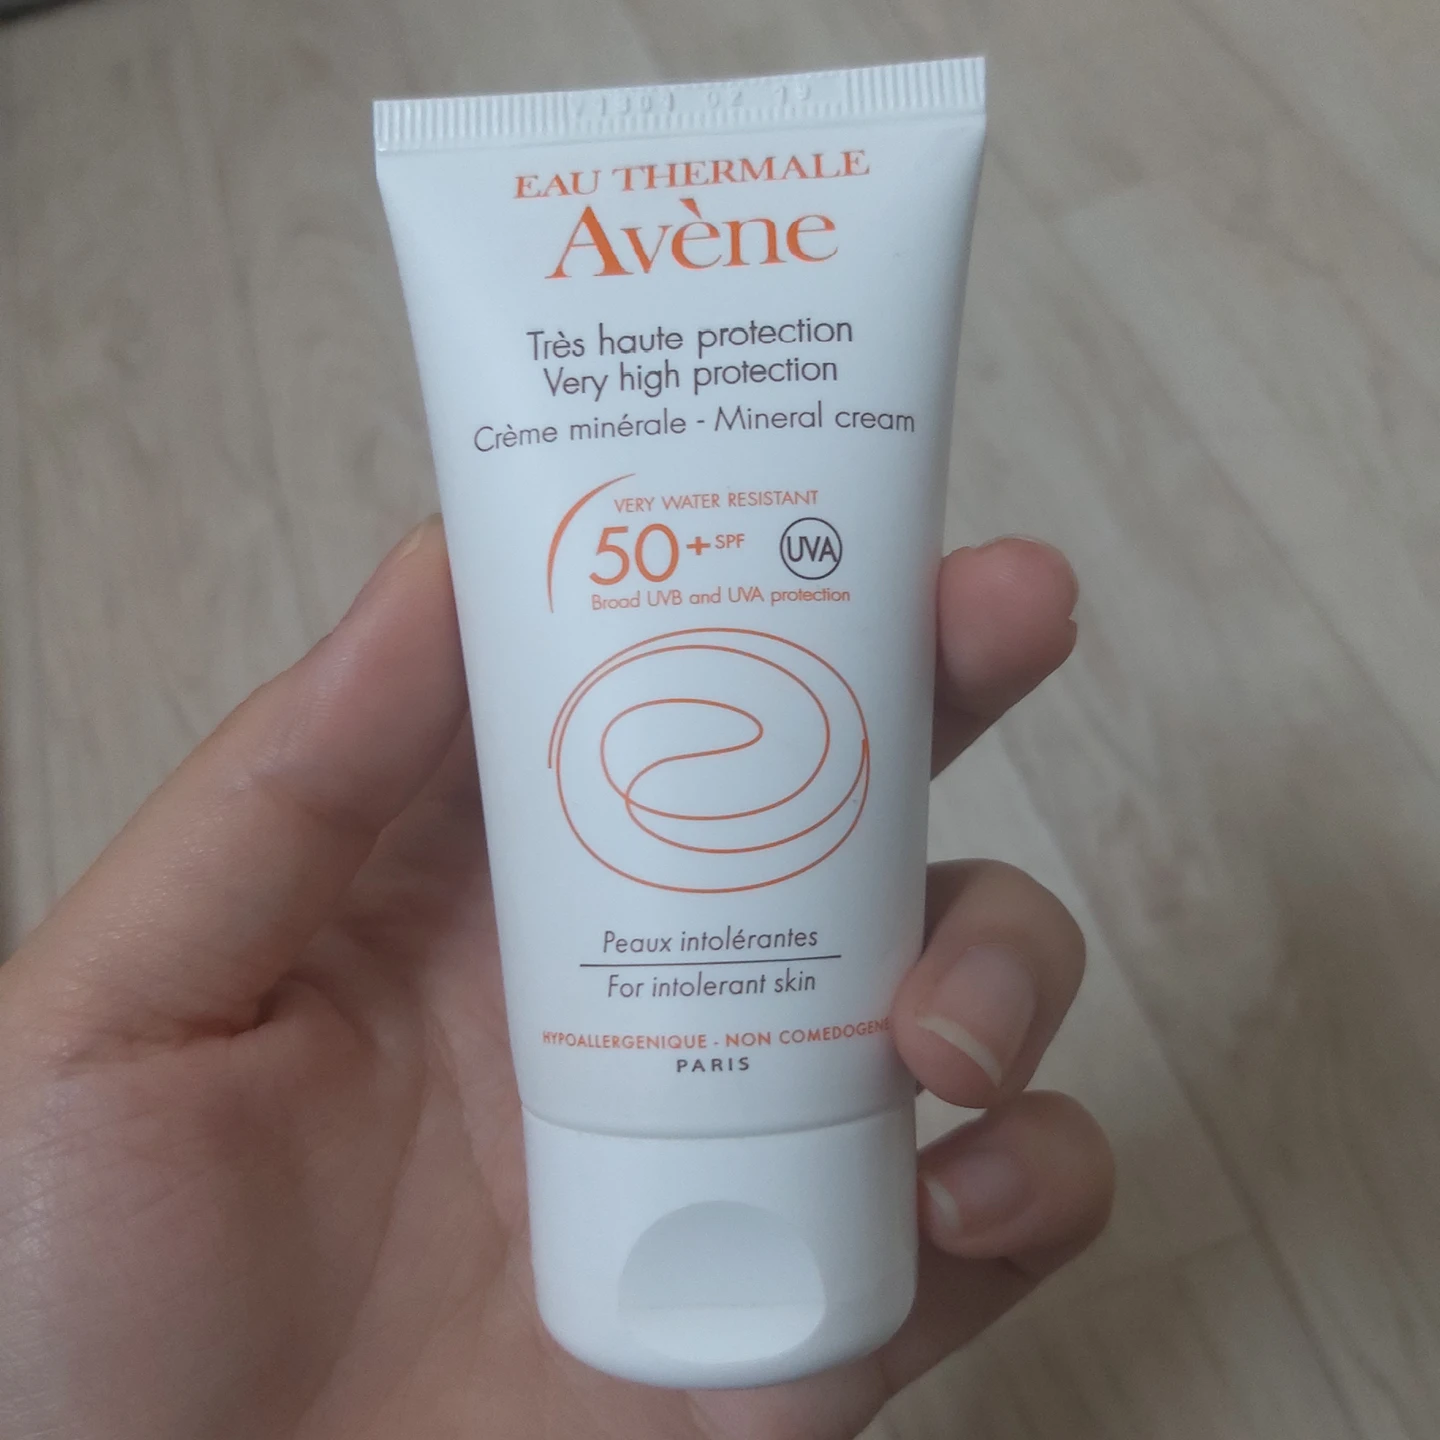 EAU THERMALE
Avène
Très haute protection
Very high protection
Crème minérale - Mineral cream
VERY WATER RESISTANT
50+ SPF UVA
Broad UVB and UVA protection
Peaux intolérantes
For intolerant skin
HYPOALLERGENIQUE - NON COMEDOGENE
PARIS